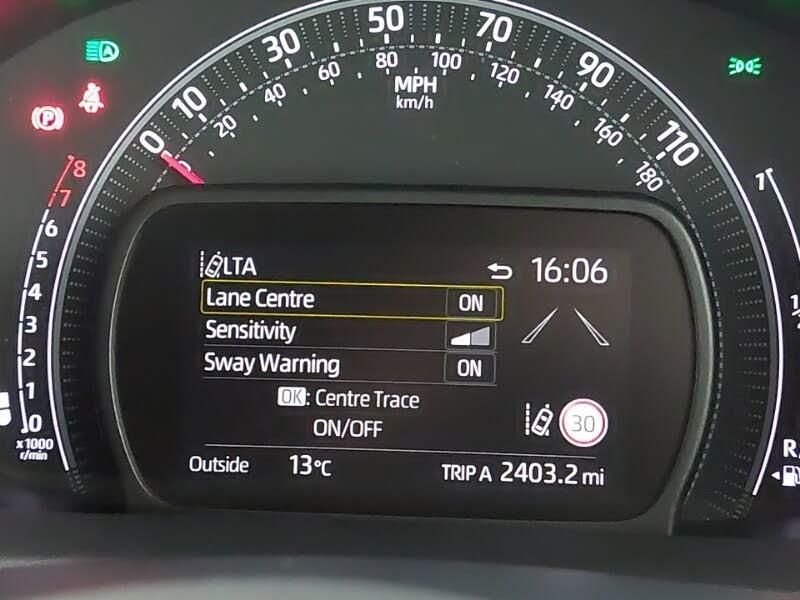 50
30
70
10
90
0
110
80
100
60
120
40
140
20
160
180
MPH
km/h
A
P
8
7
6
5
4
3
2
1
0
x1000
r/min
LTA
16:06
Lane Centre ON
Sensitivity
Sway Warning ON
OK: Centre Trace
ON/OFF
30
Outside 13°C
TRIP A 2403.2 mi
1